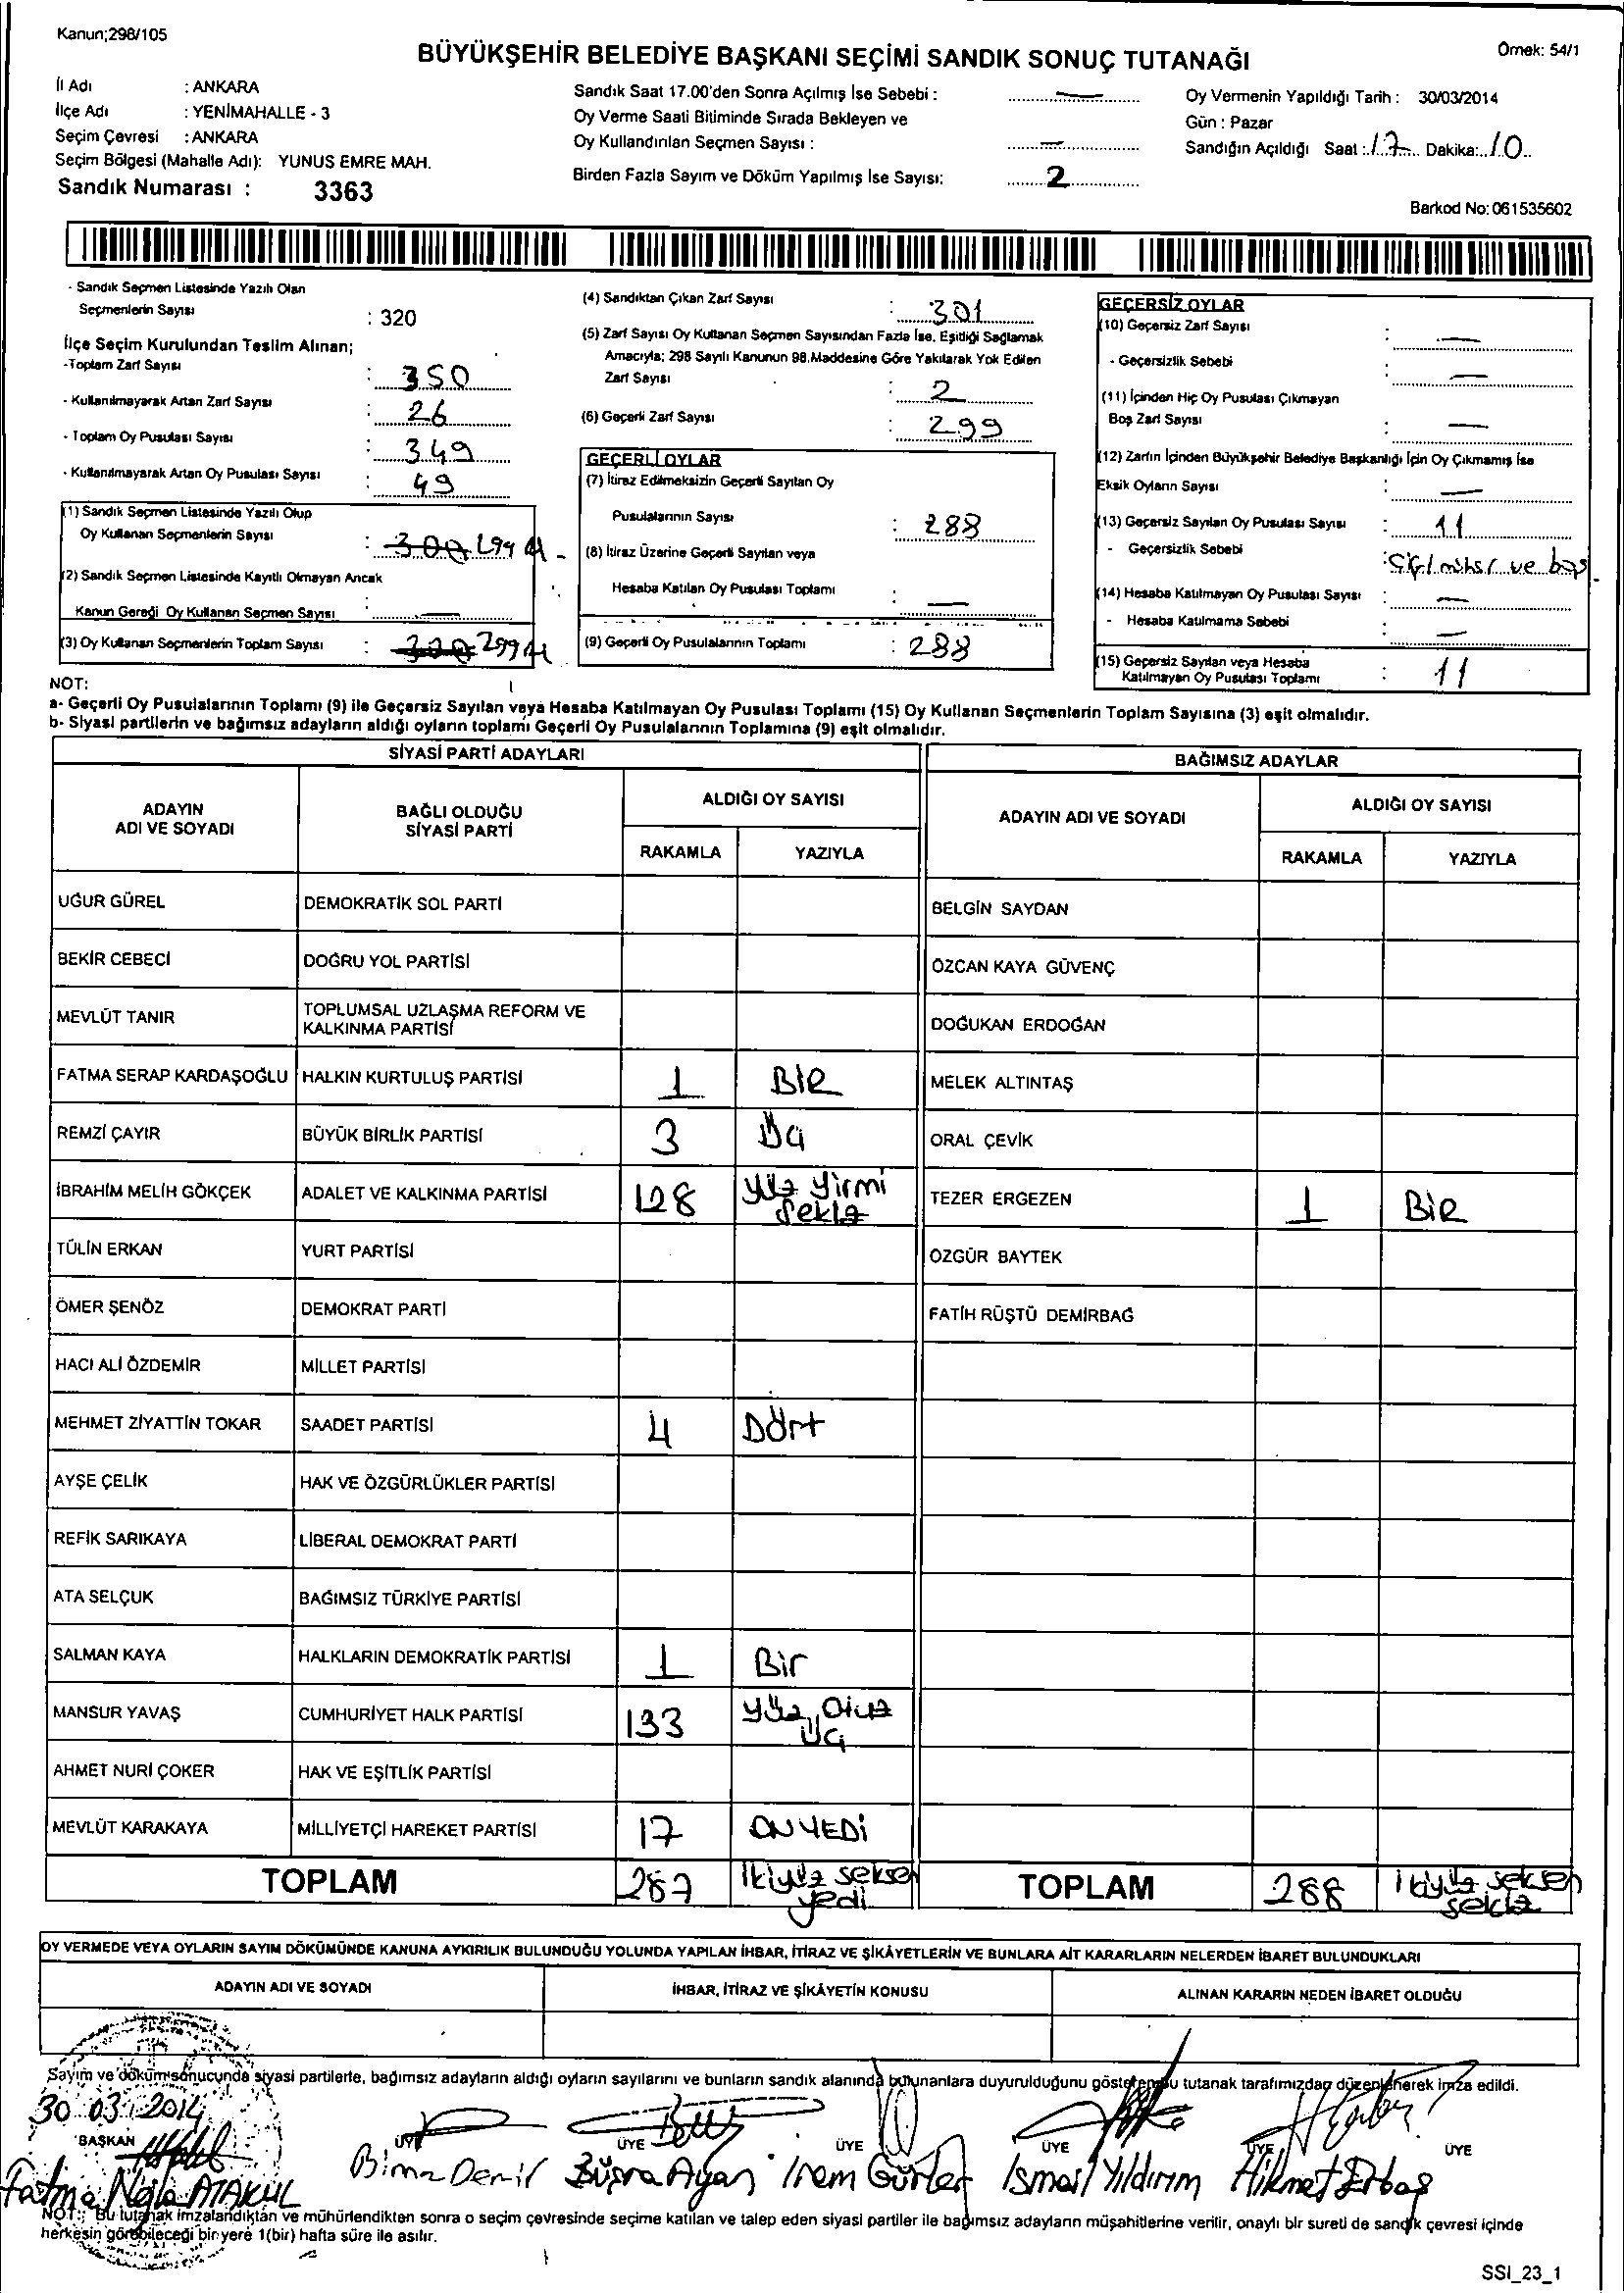 Kanun;298/105
Örnek: 54/1
BÜYÜKŞEHİR BELEDİYE BAŞKANI SEÇİMİ SANDIK SONUÇ TUTANAĞI
İl Adı : ANKARA
İlçe Adı : YENİMAHALLE - 3
Seçim Çevresi : ANKARA
Seçim Bölgesi (Mahalle Adı): YUNUS EMRE MAH.
Sandık Numarası : 3363
Sandık Saat 17.00'den Sonra Açılmış İse Sebebi : —
Oy Verme Saati Bitiminde Sırada Bekleyen ve
Oy Kullandırılan Seçmen Sayısı : —
Birden Fazla Sayım ve Döküm Yapılmış İse Sayısı: 2
Oy Vermenin Yapıldığı Tarih : 30/03/2014
Gün : Pazar
Sandığın Açıldığı Saat : 17 Dakika: 10
Barkod No: 061535602
- Sandık Seçmen Listesinde Yazılı Olan
Seçmenlerin Sayısı : 320
İlçe Seçim Kurulundan Teslim Alınan;
-Toplam Zarf Sayısı : 350
- Kullanılmayarak Artan Zarf Sayısı : 26
- Toplam Oy Pusulası Sayısı : 349
- Kullanılmayarak Artan Oy Pusulası Sayısı : 49
(1) Sandık Seçmen Listesinde Yazılı Olup
Oy Kullanan Seçmenlerin Sayısı : 300 299
(2) Sandık Seçmen Listesinde Kayıtlı Olmayan Ancak
Kanun Gereği Oy Kullanan Seçmen Sayısı : —
(3) Oy Kullanan Seçmenlerin Toplam Sayısı : 300 299
(4) Sandıktan Çıkan Zarf Sayısı : 301
(5) Zarf Sayısı Oy Kullanan Seçmen Sayısından Fazla İse, Eşitliği Sağlamak
Amacıyla; 298 Sayılı Kanunun 98.Maddesine Göre Yakılarak Yok Edilen
Zarf Sayısı : 2
(6) Geçerli Zarf Sayısı : 299
GEÇERLİ OYLAR
(7) İtiraz Edilmeksizin Geçerli Sayılan Oy
Pusulalarının Sayısı : 288
(8) İtiraz Üzerine Geçerli Sayılan veya
Hesaba Katılan Oy Pusulası Toplamı : —
(9) Geçerli Oy Pusulalarının Toplamı : 288
GEÇERSİZ OYLAR
(10) Geçersiz Zarf Sayısı : —
- Geçersizlik Sebebi : —
(11) İçinden Hiç Oy Pusulası Çıkmayan
Boş Zarf Sayısı : —
(12) Zarfın İçinden Büyükşehir Belediye Başkanlığı İçin Oy Çıkmamış İse
Eksik Oyların Sayısı : —
(13) Geçersiz Sayılan Oy Pusulası Sayısı : 11
- Geçersizlik Sebebi : ve boş
(14) Hesaba Katılmayan Oy Pusulası Sayısı : —
- Hesaba Katılmama Sebebi : —
(15) Geçersiz Sayılan veya Hesaba
Katılmayan Oy Pusulası Toplamı : 11
NOT:
a- Geçerli Oy Pusulalarının Toplamı (9) ile Geçersiz Sayılan veya Hesaba Katılmayan Oy Pusulası Toplamı (15) Oy Kullanan Seçmenlerin Toplam Sayısına (3) eşit olmalıdır.
b- Siyasi partilerin ve bağımsız adayların aldığı oyların toplamı Geçerli Oy Pusulalarının Toplamına (9) eşit olmalıdır.
SİYASİ PARTİ ADAYLARI
ADAYIN
ADI VE SOYADI
BAĞLI OLDUĞU
SİYASİ PARTİ
ALDIĞI OY SAYISI
RAKAMLA YAZIYLA
UĞUR GÜREL DEMOKRATİK SOL PARTİ
BEKİR CEBECİ DOĞRU YOL PARTİSİ
MEVLÜT TANIR TOPLUMSAL UZLAŞMA REFORM VE
KALKINMA PARTİSİ
FATMA SERAP KARDAŞOĞLU HALKIN KURTULUŞ PARTİSİ 1 BİR
REMZİ ÇAYIR BÜYÜK BİRLİK PARTİSİ 3 Üç
İBRAHİM MELİH GÖKÇEK ADALET VE KALKINMA PARTİSİ 128 yüz yirmi
sekiz
TÜLİN ERKAN YURT PARTİSİ
ÖMER ŞENÖZ DEMOKRAT PARTİ
HACI ALİ ÖZDEMİR MİLLET PARTİSİ
MEHMET ZİYATTİN TOKAR SAADET PARTİSİ 4 Dört
AYŞE ÇELİK HAK VE ÖZGÜRLÜKLER PARTİSİ
REFİK SARIKAYA LİBERAL DEMOKRAT PARTİ
ATA SELÇUK BAĞIMSIZ TÜRKİYE PARTİSİ
SALMAN KAYA HALKLARIN DEMOKRATİK PARTİSİ 1 Bir
MANSUR YAVAŞ CUMHURİYET HALK PARTİSİ 133 yüz otuz
üç
AHMET NURİ ÇOKER HAK VE EŞİTLİK PARTİSİ
MEVLÜT KARAKAYA MİLLİYETÇİ HAREKET PARTİSİ 17 ON YEDİ
TOPLAM 287 ikiyüz seksen
yedi
BAĞIMSIZ ADAYLAR
ADAYIN ADI VE SOYADI
ALDIĞI OY SAYISI
RAKAMLA YAZIYLA
BELGİN SAYDAN
ÖZCAN KAYA GÜVENÇ
DOĞUKAN ERDOĞAN
MELEK ALTINTAŞ
ORAL ÇEVİK
TEZER ERGEZEN 1 BİR
ÖZGÜR BAYTEK
FATİH RÜŞTÜ DEMİRBAĞ
TOPLAM 288 ikiyüz seksen
sekiz
OY VERMEDE VEYA OYLARIN SAYIM DÖKÜMÜNDE KANUNA AYKIRILIK BULUNDUĞU YOLUNDA YAPILAN İHBAR, İTİRAZ VE ŞİKÂYETLERİN VE BUNLARA AİT KARARLARIN NELERDEN İBARET BULUNDUKLARI
ADAYIN ADI VE SOYADI
İHBAR, İTİRAZ VE ŞİKÂYETİN KONUSU
ALINAN KARARIN NEDEN İBARET OLDUĞU
Sayım ve döküm sonucunda siyasi partilerle, bağımsız adayların aldığı oyların sayılarını ve bunların sandık alanında bulunanlara duyurulduğunu gösteren bu tutanak tarafımızdan düzenlenerek imza edildi.
30 03 2014
BAŞKAN ÜYE ÜYE ÜYE ÜYE ÜYE ÜYE
Fatma Nagla ATAKUL Bimaz Demir Büşra Ayan İrem Gürler İsmail Yıldırım Hikmet Erbaş
NOT: Bu tutanak imzalandıktan ve mühürlendikten sonra o seçim çevresinde seçime katılan ve talep eden siyasi partiler ile bağımsız adayların müşahitlerine verilir, onaylı bir sureti de sandık çevresi içinde
herkesin görebileceği bir yere 1(bir) hafta süre ile asılır.
SSI_23_1